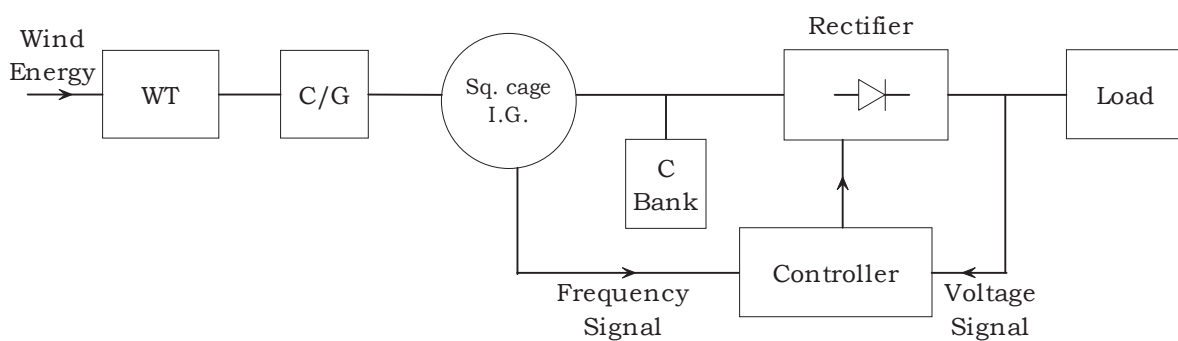 Rectifier
Wind
Energy
WT
C/G
Sq. cage
I.G.
Load
C
Bank
Controller
Frequency
Signal
Voltage
Signal